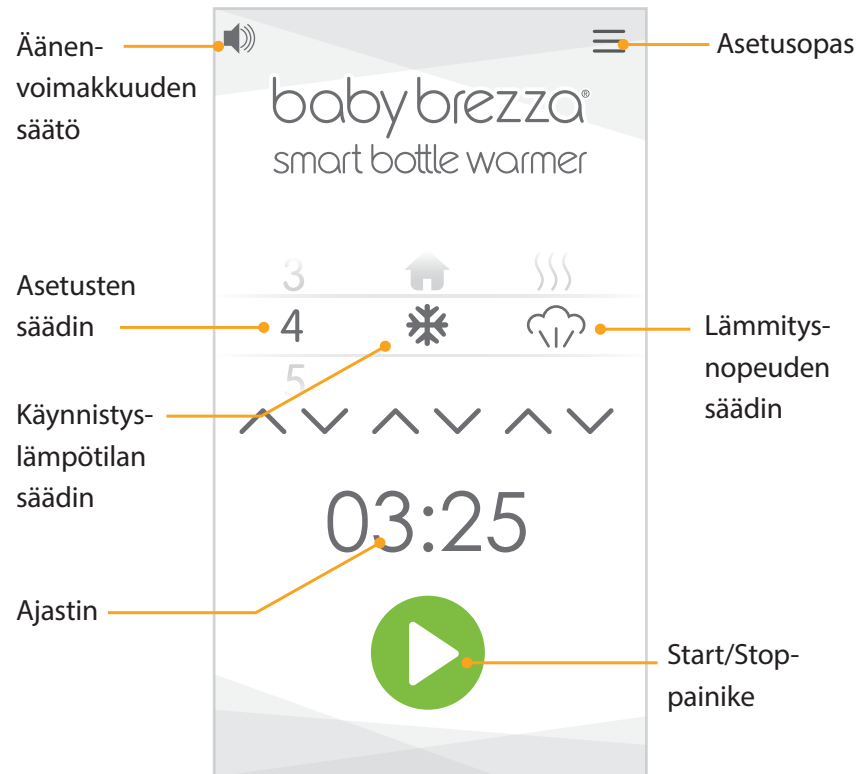 Äänen-
voimakkuuden
säätö
Asetusopas
baby brezza®
smart bottle warmer
3
4
5
Asetusten
säädin
Lämmitys-
nopeuden
säädin
Käynnistys-
lämpötilan
säädin
03:25
Ajastin
Start/Stop-
painike